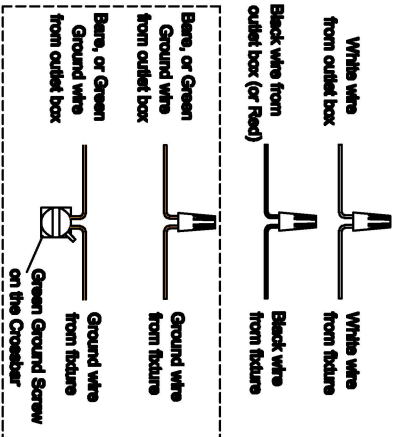 White wire
from outlet box
White wire
from fixture
Black wire from
outlet box (or Red)
Black wire
from fixture
Bare, or Green
Ground wire
from outlet box
Ground wire
from fixture
Bare, or Green
Ground wire
from outlet box
Ground wire
from fixture
Green Ground Screw
on the Crossbar